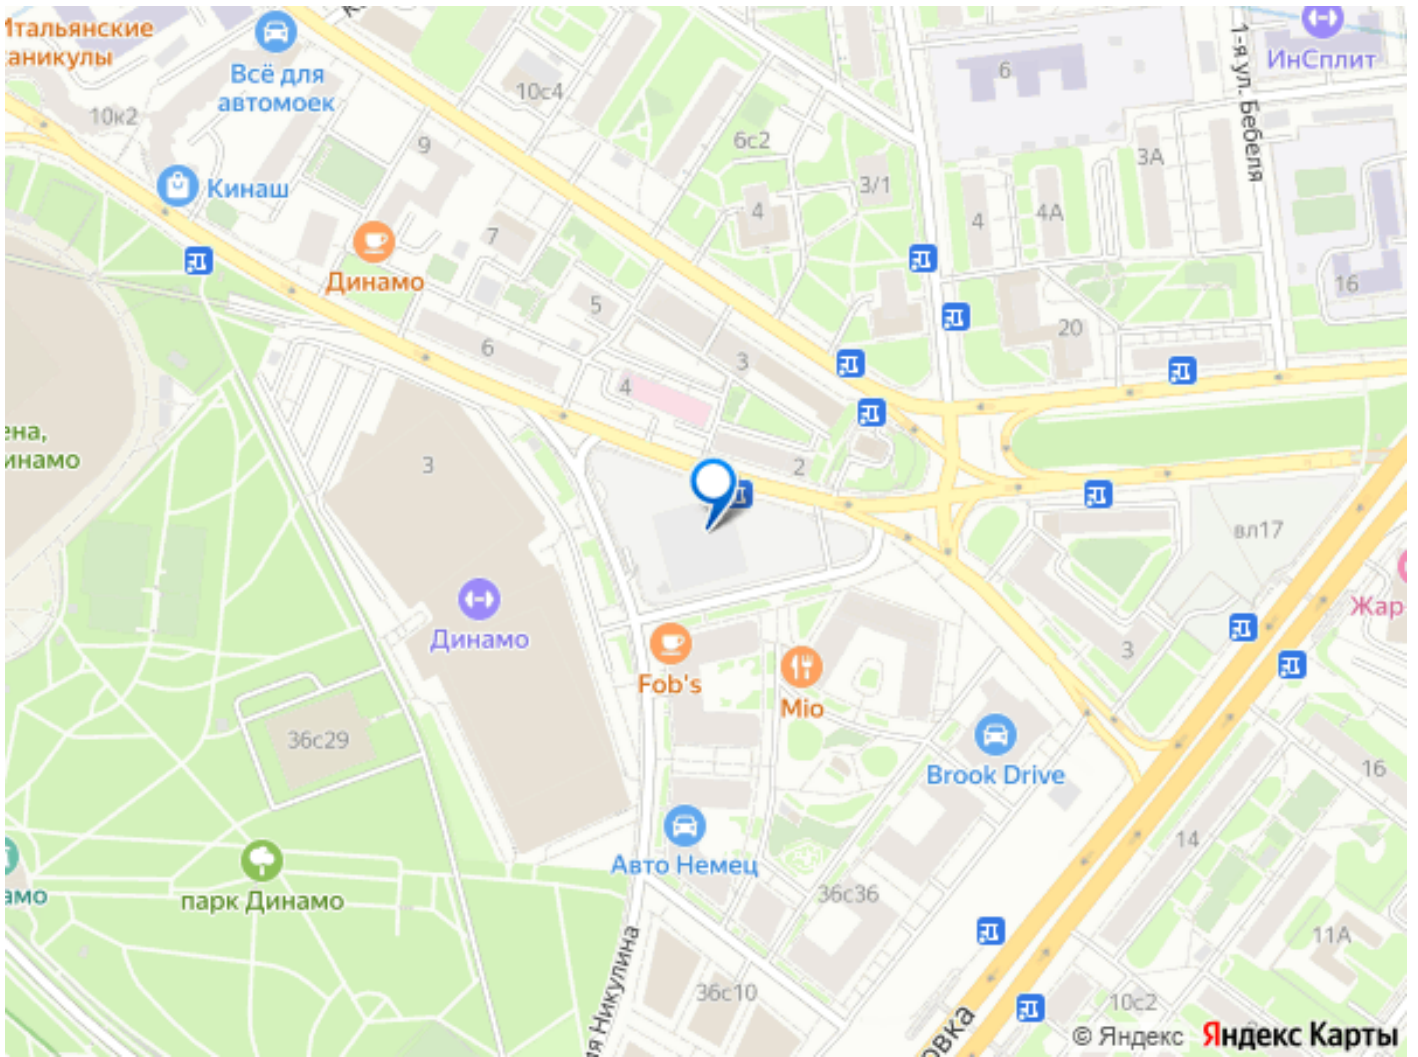 Итальянские
аникулы
Всё для
автомоек
10к2
Кинаш
9
10с4
6
ИнСплит
1-я ул. Бебеля
6с2
3А
3/1
4
4
4А
7
Динамо
5
16
20
6
3
4
ена,
инамо
3
2
вл17
Жар
Динамо
3
Fob's
Mio
36с29
Brook Drive
16
14
Авто Немец
амо
парк Динамо
36с36
11А
ия Никулина
36с10
10с2
овка
© Яндекс
Яндекс Карты